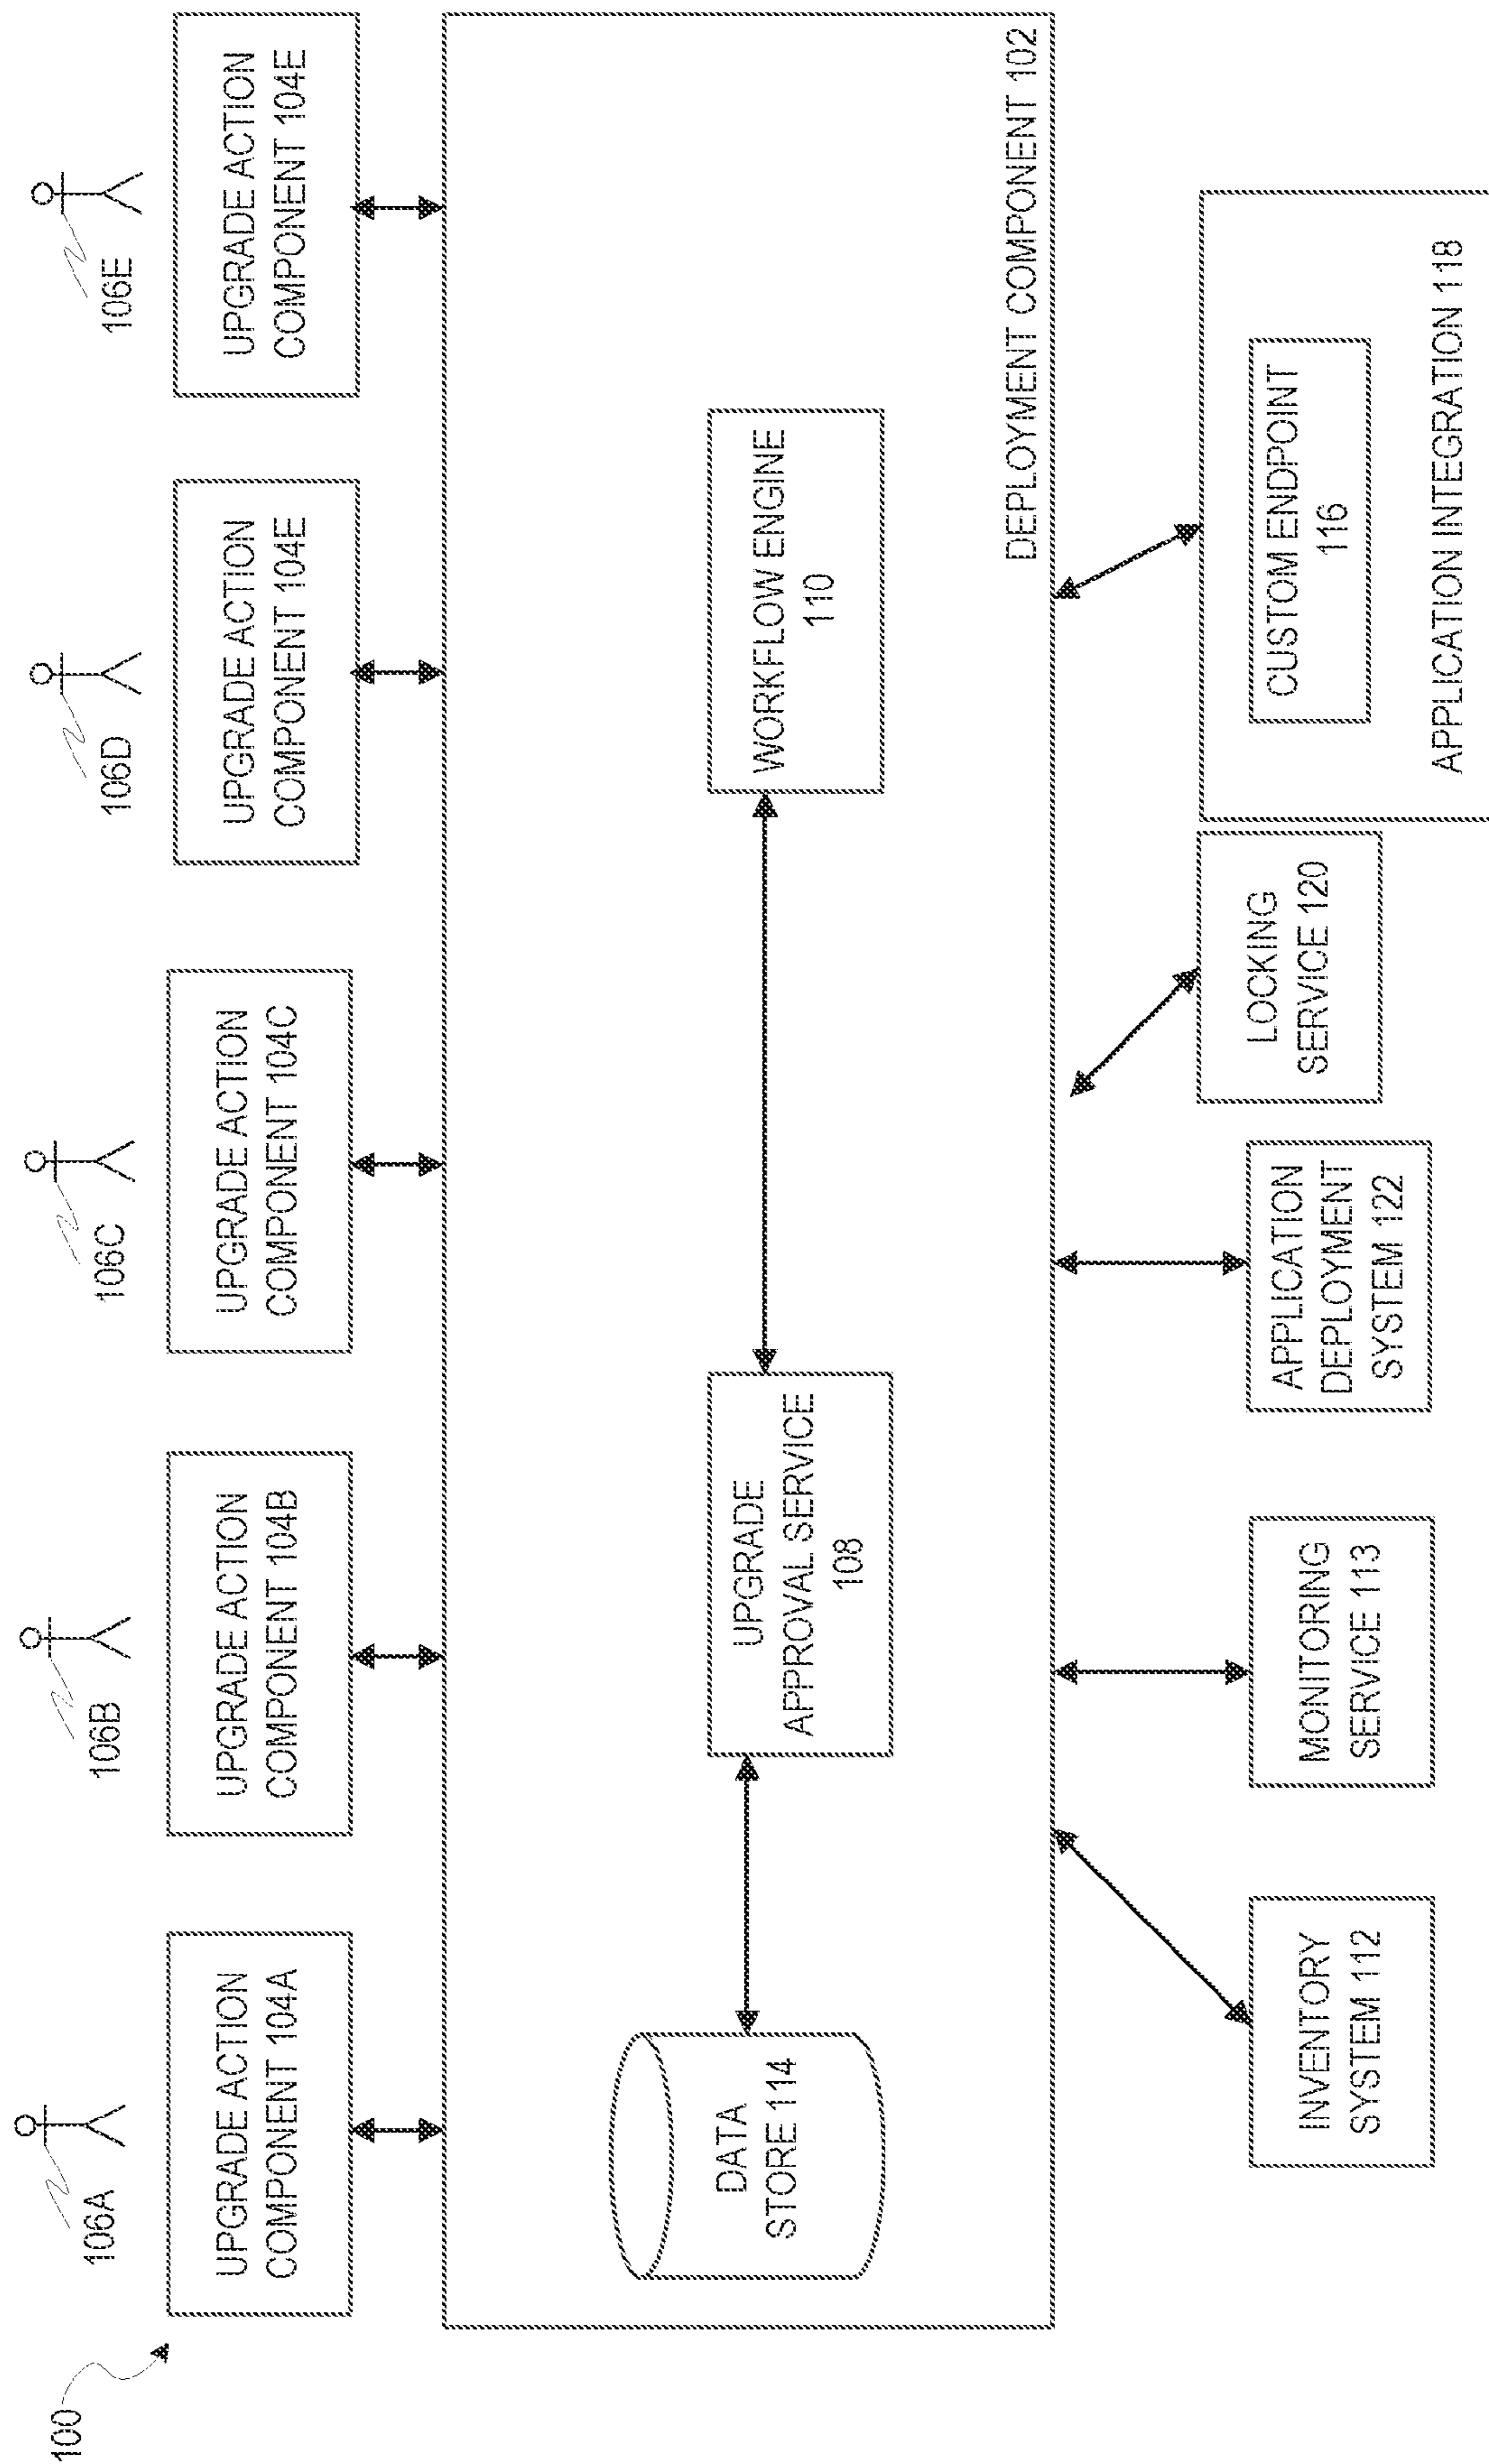 100
106A
106B
106C
106D
106E
UPGRADE ACTION
COMPONENT 104A
UPGRADE ACTION
COMPONENT 104B
UPGRADE ACTION
COMPONENT 104C
UPGRADE ACTION
COMPONENT 104E
UPGRADE ACTION
COMPONENT 104E
DATA
STORE 114
UPGRADE
APPROVAL SERVICE
108
WORKFLOW ENGINE
110
DEPLOYMENT COMPONENT 102
INVENTORY
SYSTEM 112
MONITORING
SERVICE 113
APPLICATION
DEPLOYMENT
SYSTEM 122
LOCKING
SERVICE 120
CUSTOM ENDPOINT
116
APPLICATION INTEGRATION 118